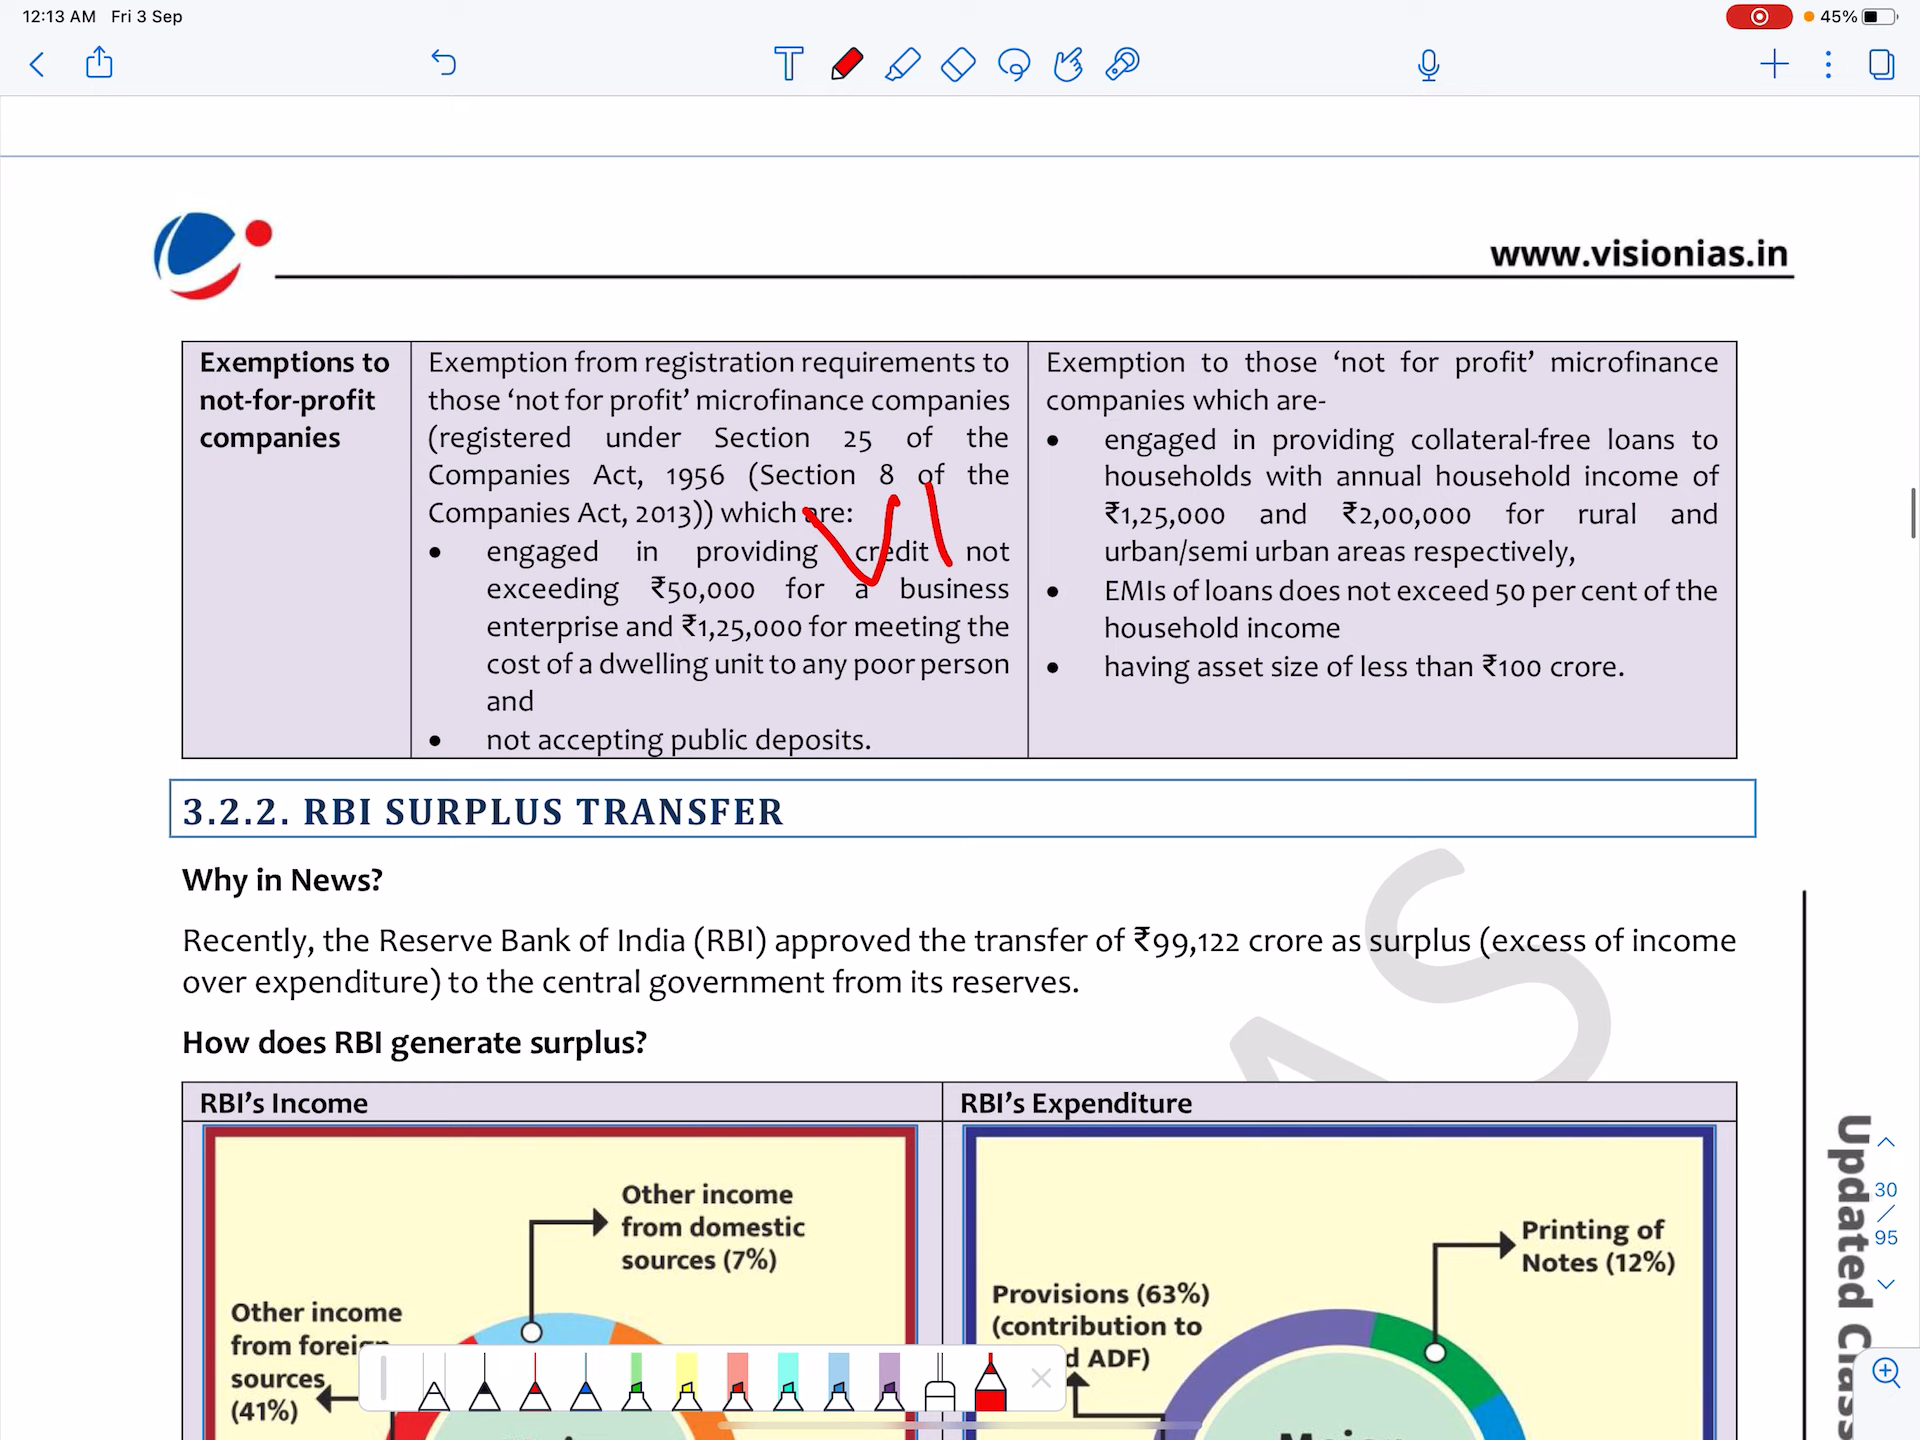 12:13 AM Fri 3 Sep
45%
www.visionias.in
Exemptions to
not-for-profit
companies
Exemption from registration requirements to
those ‘not for profit’ microfinance companies
(registered under Section 25 of the
Companies Act, 1956 (Section 8 of the
Companies Act, 2013)) which are:
• engaged in providing credit not
exceeding ₹50,000 for a business
enterprise and ₹1,25,000 for meeting the
cost of a dwelling unit to any poor person
and
• not accepting public deposits.
Exemption to those ‘not for profit’ microfinance
companies which are-
• engaged in providing collateral-free loans to
households with annual household income of
₹1,25,000 and ₹2,00,000 for rural and
urban/semi urban areas respectively,
• EMIs of loans does not exceed 50 per cent of the
household income
• having asset size of less than ₹100 crore.
3.2.2. RBI SURPLUS TRANSFER
Why in News?
Recently, the Reserve Bank of India (RBI) approved the transfer of ₹99,122 crore as surplus (excess of income
over expenditure) to the central government from its reserves.
How does RBI generate surplus?
RBI’s Income
RBI’s Expenditure
Other income
from domestic
sources (7%)
Other income
from foreign
sources
(41%)
Printing of
Notes (12%)
Provisions (63%)
(contribution to
d ADF)
Updated Clas
30
/
95